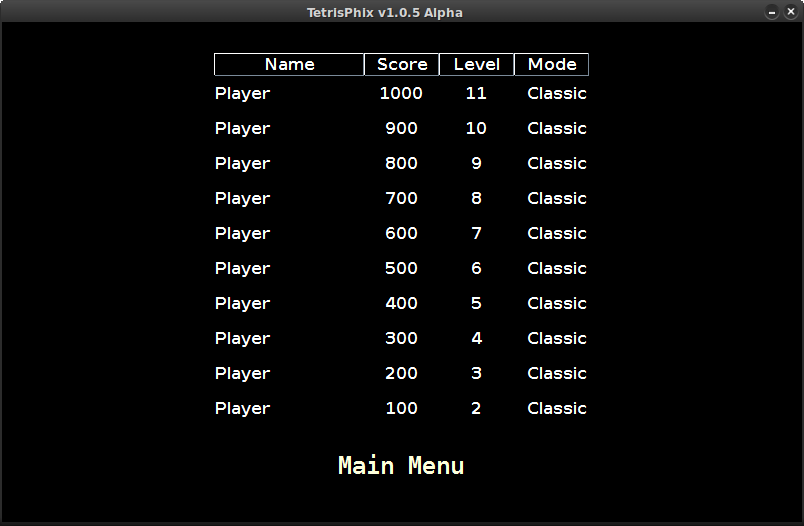 TetrisPhix v1.0.5 Alpha
Name Score Level Mode
Player 1000 11 Classic
Player 900 10 Classic
Player 800 9 Classic
Player 700 8 Classic
Player 600 7 Classic
Player 500 6 Classic
Player 400 5 Classic
Player 300 4 Classic
Player 200 3 Classic
Player 100 2 Classic
Main Menu